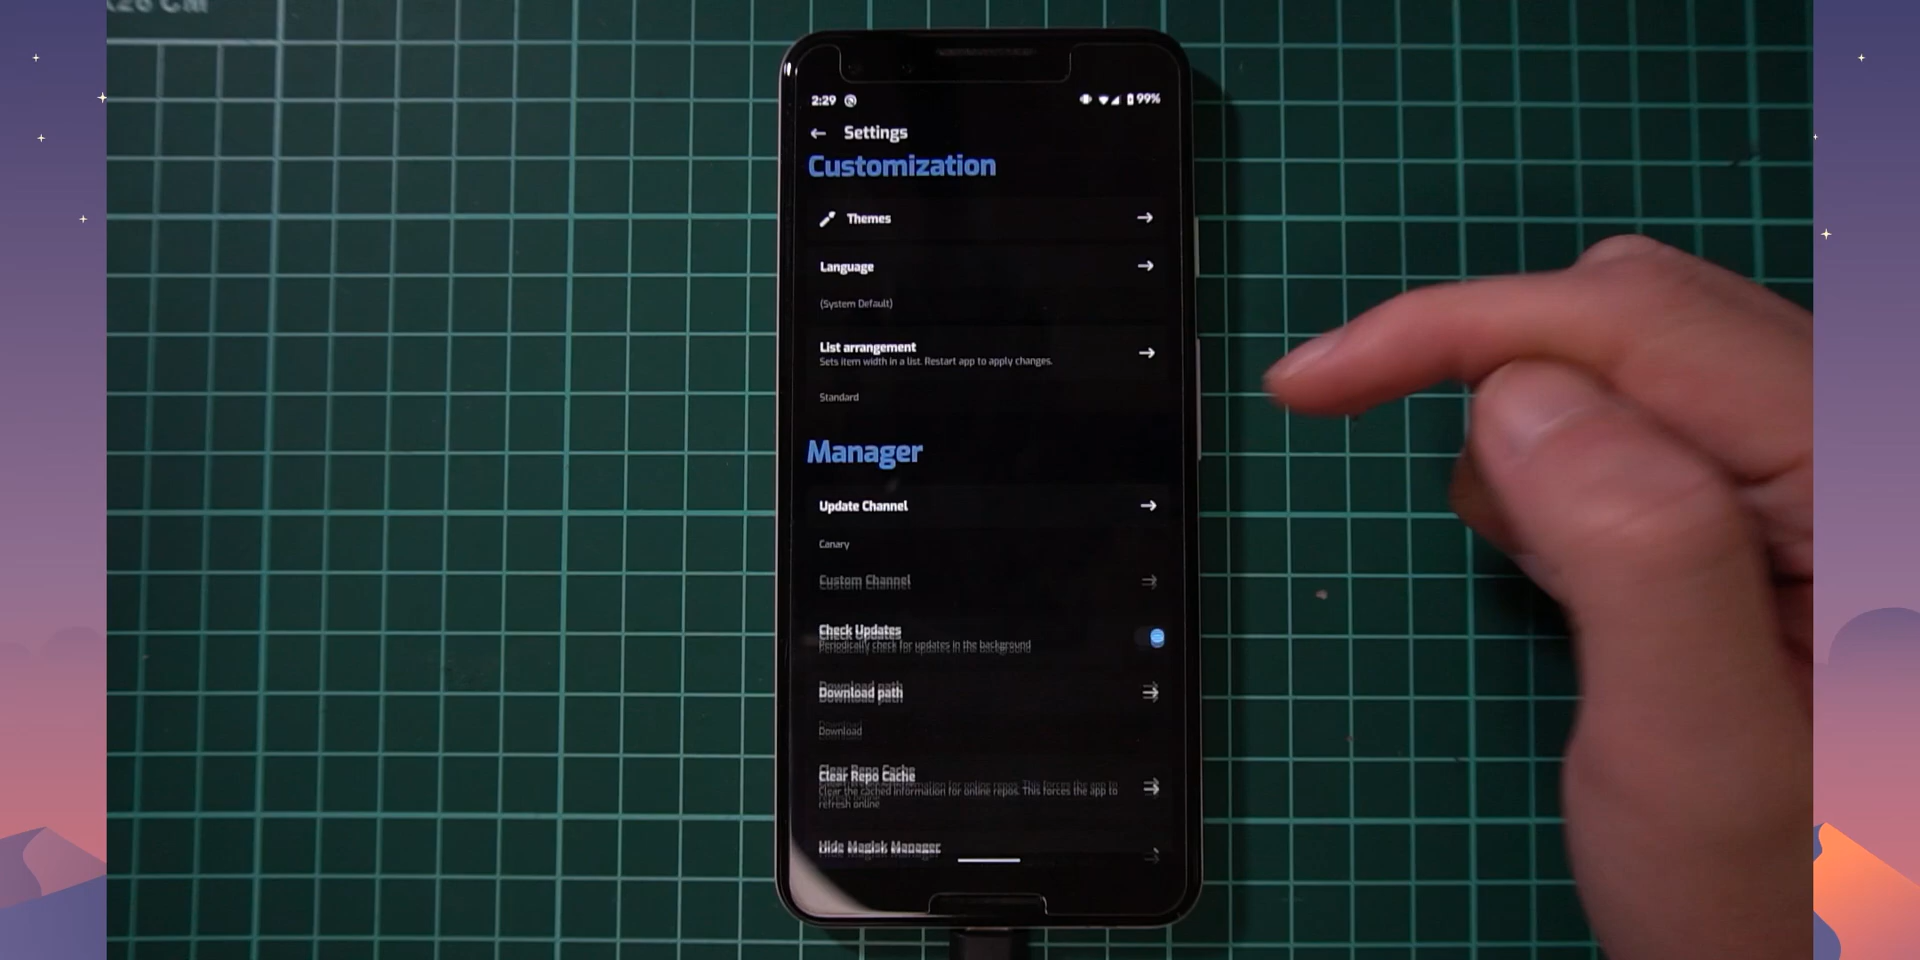 2:29
99%
Settings
Customization
Themes
Language
(System Default)
List arrangement
Sets item width in a list. Restart app to apply changes.
Standard
Manager
Update Channel
Canary
Custom Channel
Check Updates
Periodically check for updates in the background
Download path
Download
Clear Repo Cache
Clear the cached information for online repos. This forces the app to
refresh online
Hide Magisk Manager